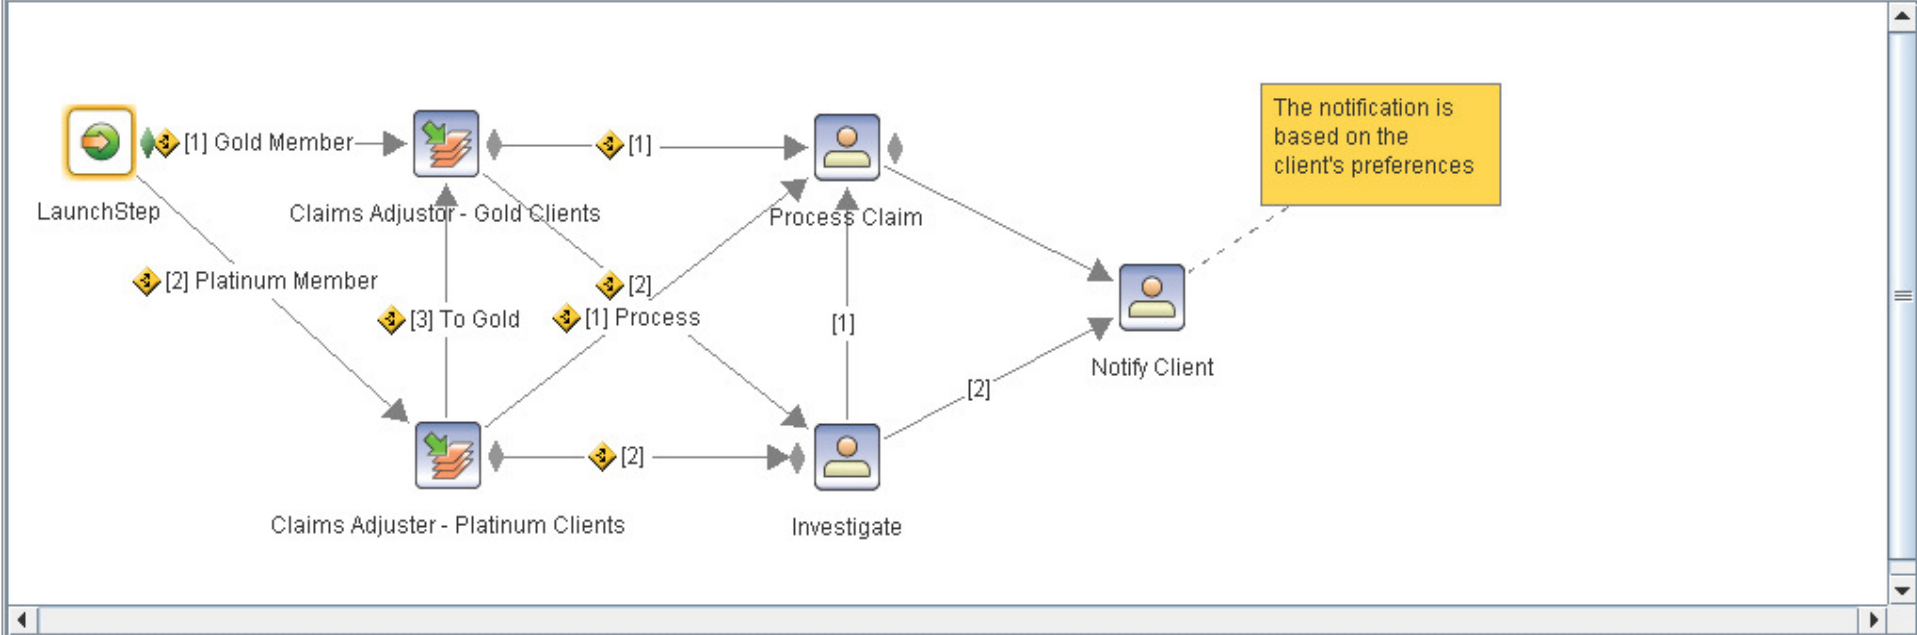 The notification is
based on the
client's preferences
[1] Gold Member
[1]
LaunchStep
Claims Adjustor - Gold Clients
Process Claim
[2] Platinum Member
[2]
[3] To Gold
[1] Process
[1]
Notify Client
[2]
[2]
Claims Adjuster - Platinum Clients
Investigate